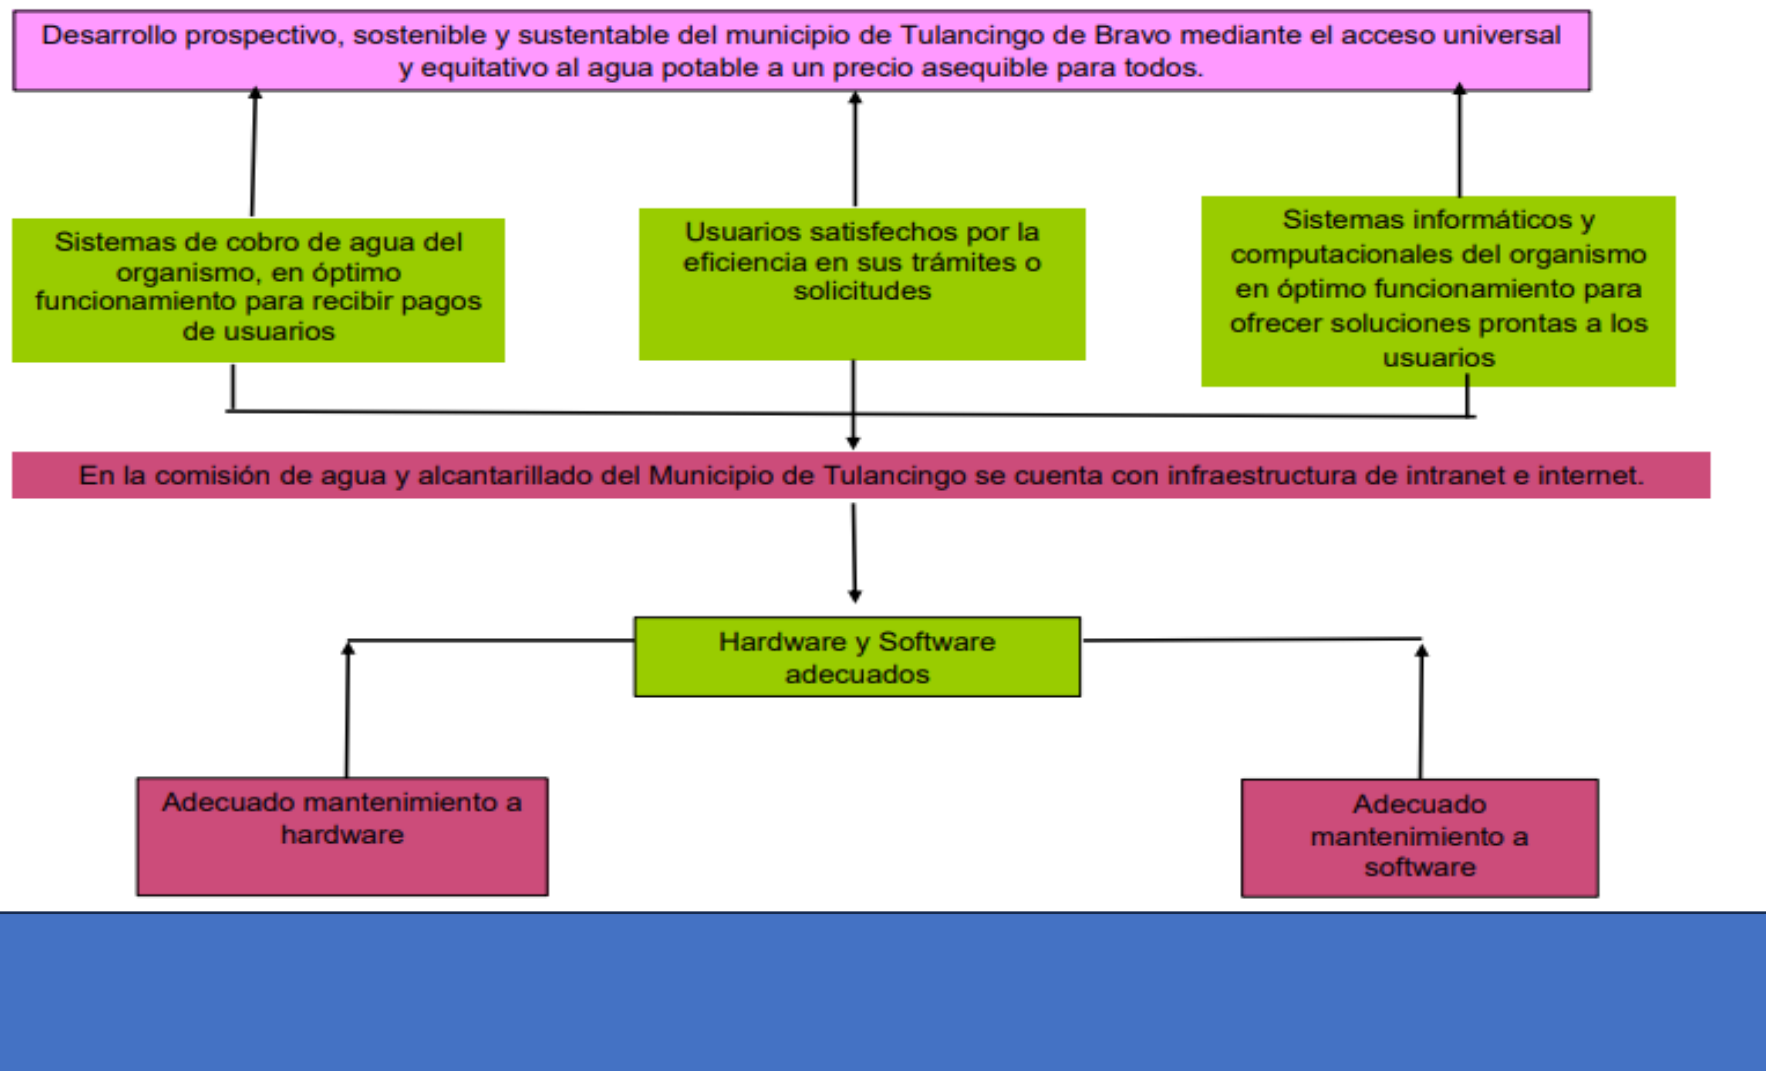 Desarrollo prospectivo, sostenible y sustentable del municipio de Tulancingo de Bravo mediante el acceso universal
y equitativo al agua potable a un precio asequible para todos.
Sistemas de cobro de agua del
organismo, en óptimo
funcionamiento para recibir pagos
de usuarios
Usuarios satisfechos por la
eficiencia en sus trámites o
solicitudes
Sistemas informáticos y
computacionales del organismo
en óptimo funcionamiento para
ofrecer soluciones prontas a los
usuarios
En la comisión de agua y alcantarillado del Municipio de Tulancingo se cuenta con infraestructura de intranet e internet.
Hardware y Software
adecuados
Adecuado mantenimiento a
hardware
Adecuado
mantenimiento a
software